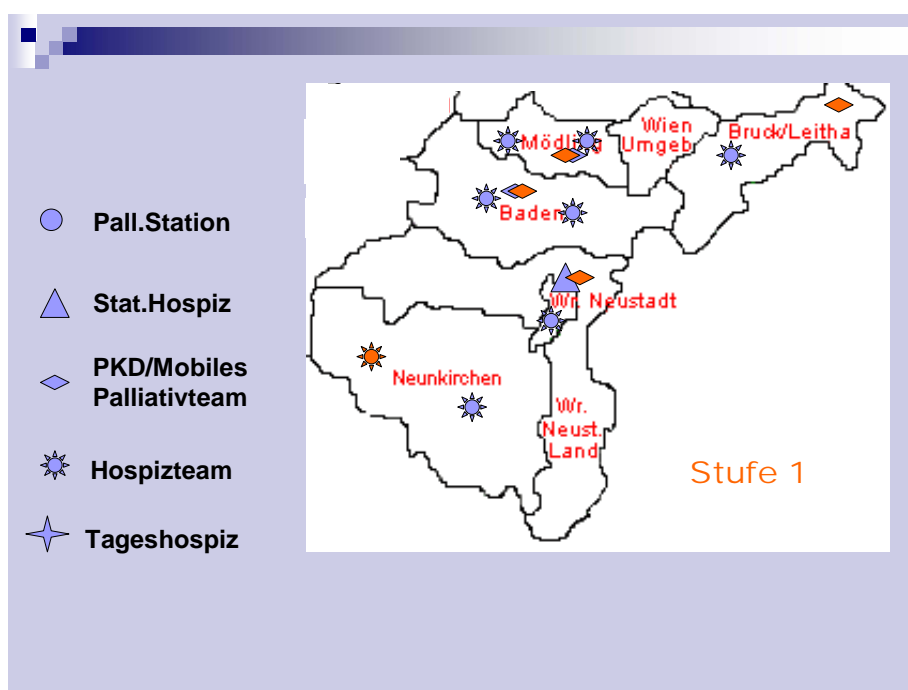 Pall.Station
Stat.Hospiz
PKD/Mobiles
Palliativteam
Hospizteam
Tageshospiz
Wien
Umgeb
Bruck/Leitha
Mödling
Baden
Wr. Neustadt
Neunkirchen
Wr.
Neust.
Land
Stufe 1